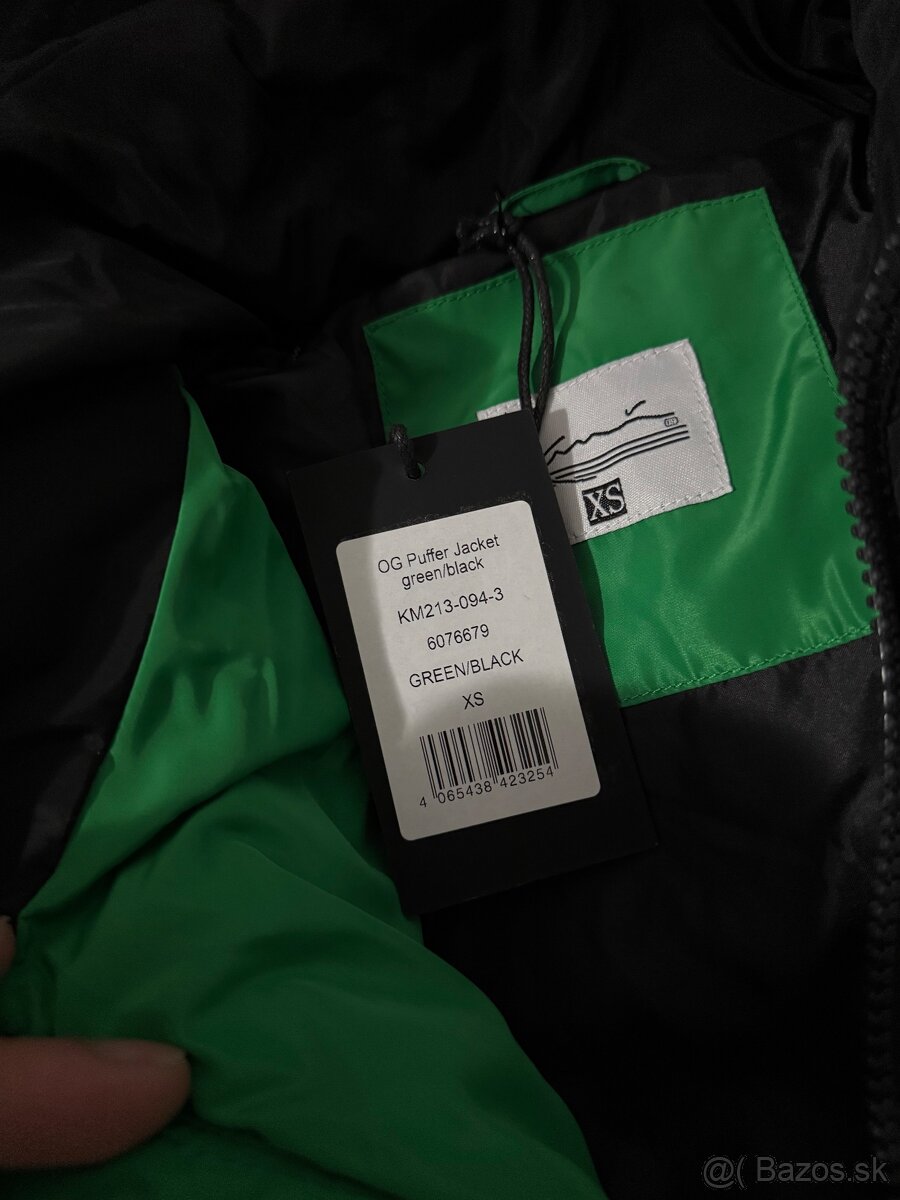 XS
OG Puffer Jacket
green/black
KM213-094-3
6076679
GREEN/BLACK
XS
4 065438 423254
@( Bazos.sk